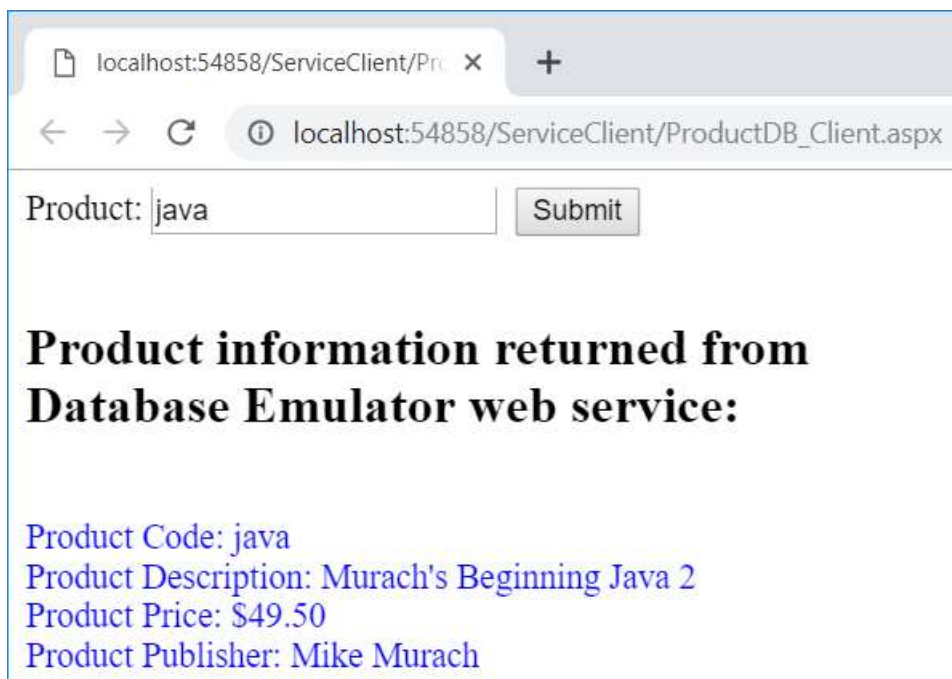 localhost:54858/ServiceClient/Pro
localhost:54858/ServiceClient/ProductDB_Client.aspx
Product: java Submit
Product information returned from
Database Emulator web service:
Product Code: java
Product Description: Murach's Beginning Java 2
Product Price: $49.50
Product Publisher: Mike Murach